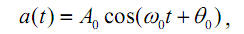 a(t) = A₀ cos(ω₀t + θ₀),